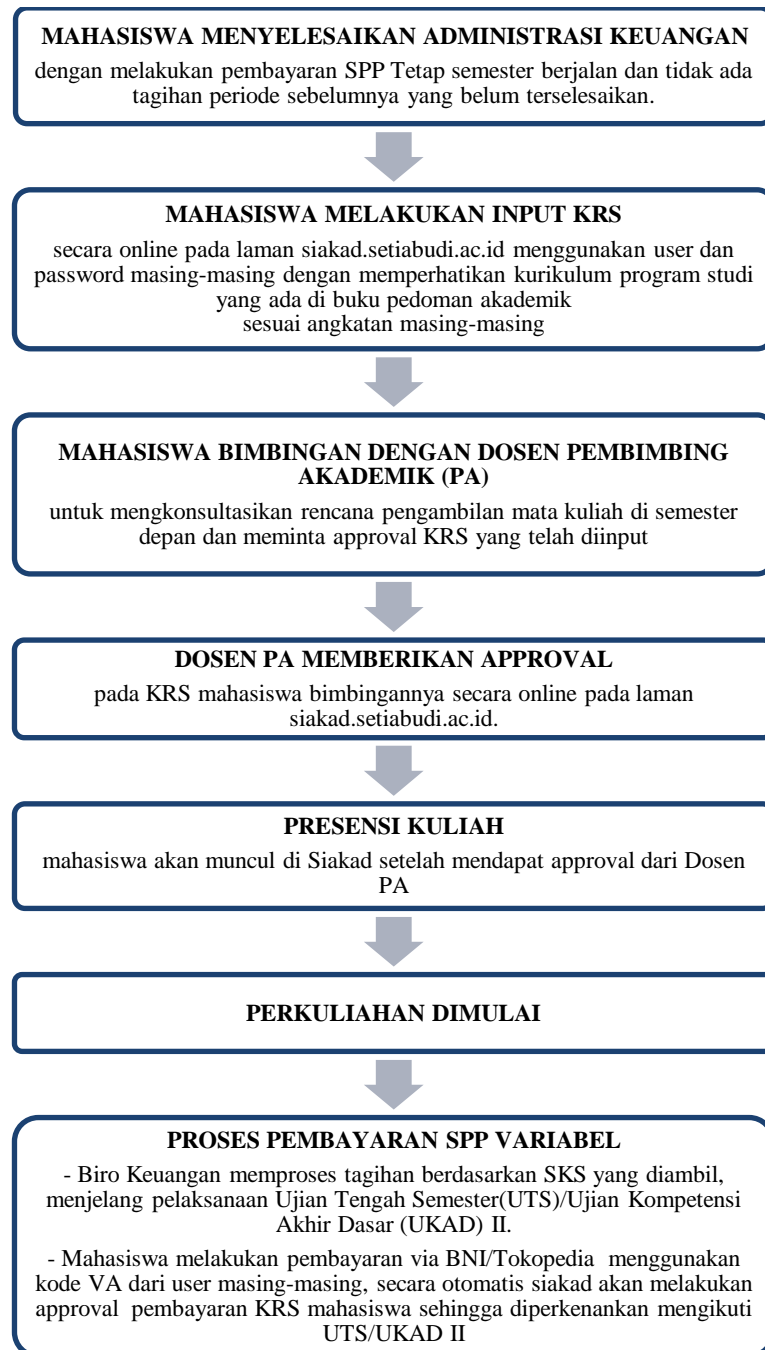 MAHASISWA MENYELESAIKAN ADMINISTRASI KEUANGAN
dengan melakukan pembayaran SPP Tetap semester berjalan dan tidak ada
tagihan periode sebelumnya yang belum terselesaikan.
MAHASISWA MELAKUKAN INPUT KRS
secara online pada laman siakad.setiabudi.ac.id menggunakan user dan
password masing-masing dengan memperhatikan kurikulum program studi
yang ada di buku pedoman akademik
sesuai angkatan masing-masing
MAHASISWA BIMBINGAN DENGAN DOSEN PEMBIMBING
AKADEMIK (PA)
untuk mengkonsultasikan rencana pengambilan mata kuliah di semester
depan dan meminta approval KRS yang telah diinput
DOSEN PA MEMBERIKAN APPROVAL
pada KRS mahasiswa bimbingannya secara online pada laman
siakad.setiabudi.ac.id.
PRESENSI KULIAH
mahasiswa akan muncul di Siakad setelah mendapat approval dari Dosen
PA
PERKULIAHAN DIMULAI
PROSES PEMBAYARAN SPP VARIABEL
- Biro Keuangan memproses tagihan berdasarkan SKS yang diambil,
menjelang pelaksanaan Ujian Tengah Semester(UTS)/Ujian Kompetensi
Akhir Dasar (UKAD) II.
- Mahasiswa melakukan pembayaran via BNI/Tokopedia menggunakan
kode VA dari user masing-masing, secara otomatis siakad akan melakukan
approval pembayaran KRS mahasiswa sehingga diperkenankan mengikuti
UTS/UKAD II